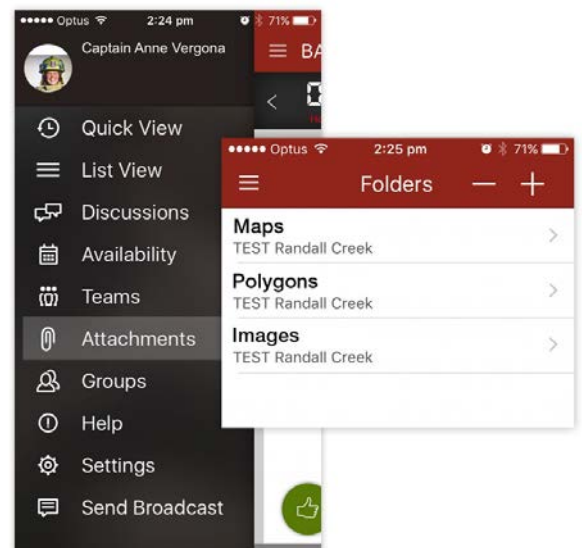 Optus 2:24 pm 71%
Captain Anne Vergona
BA
Quick View
List View
Discussions
Availability
Teams
Attachments
Groups
Help
Settings
Send Broadcast
Optus 2:25 pm 71%
Folders
Maps
TEST Randall Creek
Polygons
TEST Randall Creek
Images
TEST Randall Creek